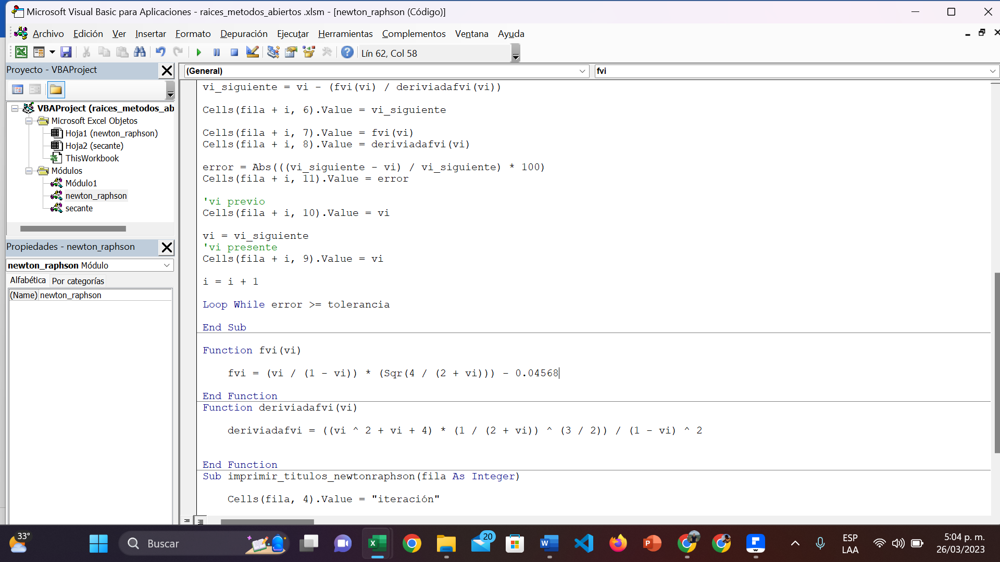 Microsoft Visual Basic para Aplicaciones - raices_metodos_abiertos .xlsm - [newton_raphson (Código)]
Archivo Edición Ver Insertar Formato Depuración Ejecutar Herramientas Complementos Ventana Ayuda
Lín 62, Col 58
Proyecto - VBAProject
VBAProject (raices_metodos_ab
Microsoft Excel Objetos
Hoja1 (newton_raphson)
Hoja2 (secante)
ThisWorkbook
Módulos
Módulo1
newton_raphson
secante
Propiedades - newton_raphson
newton_raphson Módulo
Alfabética Por categorías
(Name) newton_raphson
(General) fvi
vi_siguiente = vi - (fvi(vi) / deriviadafvi(vi))
Cells(fila + i, 6).Value = vi_siguiente
Cells(fila + i, 7).Value = fvi(vi)
Cells(fila + i, 8).Value = deriviadafvi(vi)
error = Abs(((vi_siguiente - vi) / vi_siguiente) * 100)
Cells(fila + i, 11).Value = error
'vi previo
Cells(fila + i, 10).Value = vi
vi = vi_siguiente
'vi presente
Cells(fila + i, 9).Value = vi
i = i + 1
Loop While error >= tolerancia
End Sub
Function fvi(vi)
fvi = (vi / (1 - vi)) * (Sqr(4 / (2 + vi))) - 0.04568
End Function
Function deriviadafvi(vi)
deriviadafvi = ((vi ^ 2 + vi + 4) * (1 / (2 + vi)) ^ (3 / 2)) / (1 - vi) ^ 2
End Function
Sub imprimir_titulos_newtonraphson(fila As Integer)
Cells(fila, 4).Value = "iteración"
33°
Buscar
20
ESP
LAA
5:04 p. m.
26/03/2023